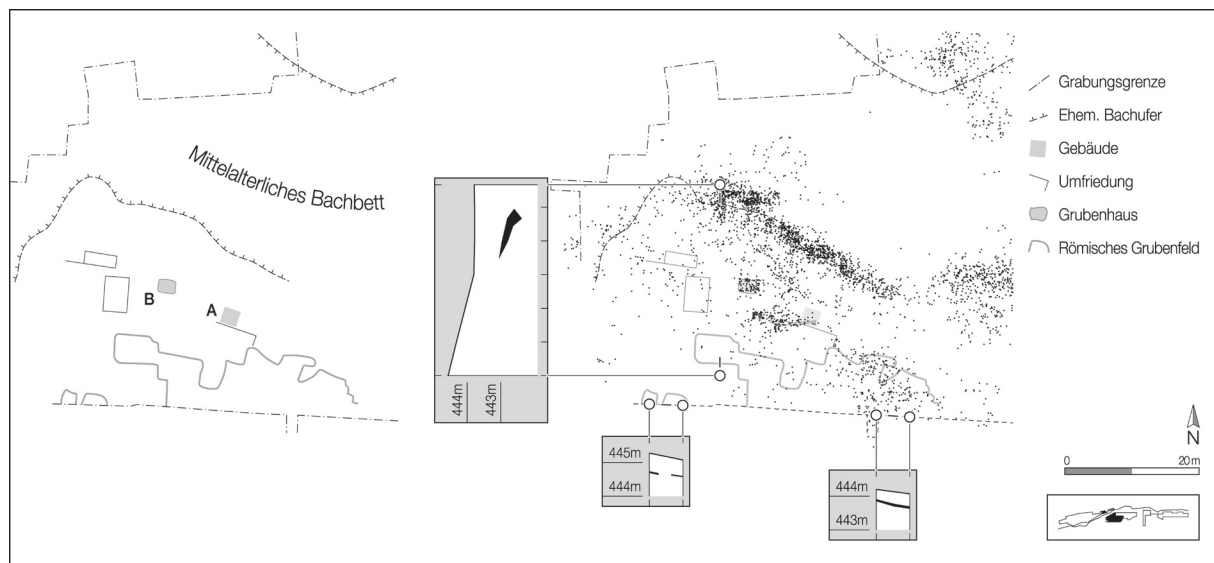 Mittelalterliches Bachbett
B
A
444m
443m
445m
444m
444m
443m
Grabungsgrenze
Ehem. Bachufer
Gebäude
Umfriedung
Grubenhaus
Römisches Grubenfeld
N
0
20m